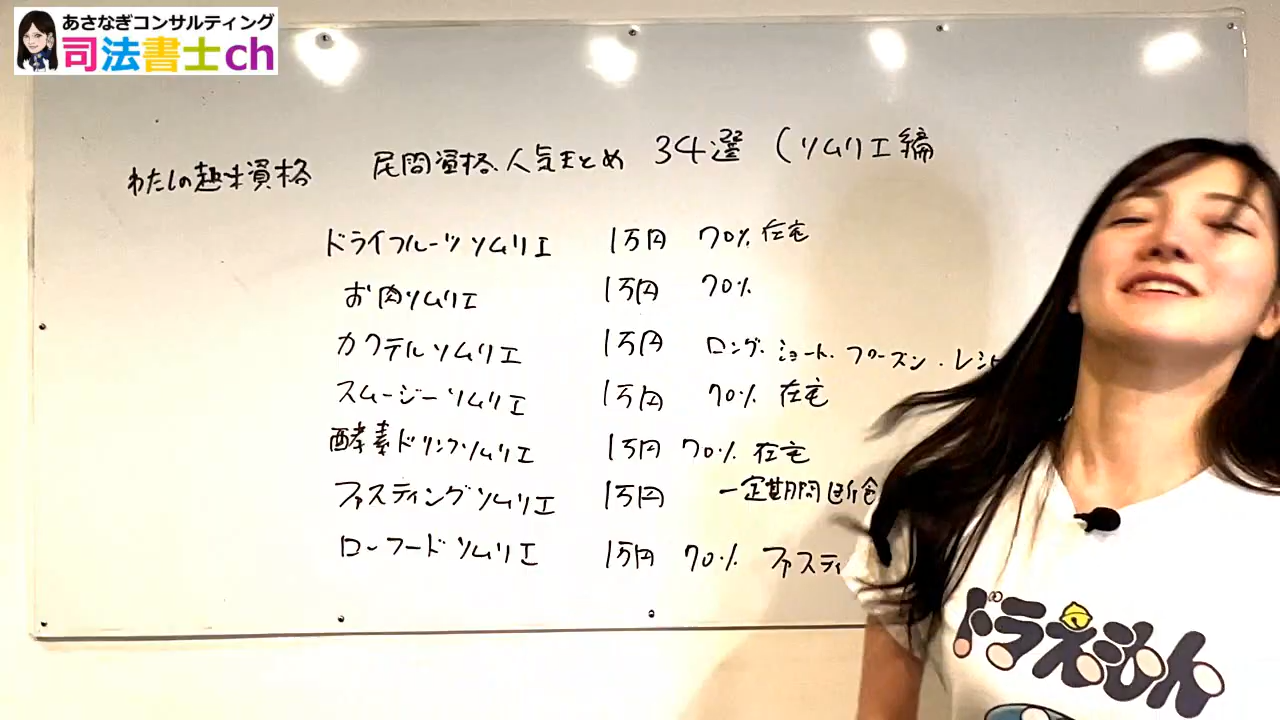 あさなぎコンサルティング
司法書士ch
わたしの趣味資格 民間資格人気まとめ 34選 (ソムリエ編
ドライフルーツソムリエ 1万円 70% 在宅
お肉ソムリエ 1万円 70%
カクテルソムリエ 1万円 ロング・ショート・フローズン・
スムージーソムリエ 1万円 70% 在宅
酵素ドリンクソムリエ 1万円 70% 在宅
ファスティングソムリエ 1万円 一定期間断食
ローフードソムリエ 1万円 70% ファスティ
ドラえもん